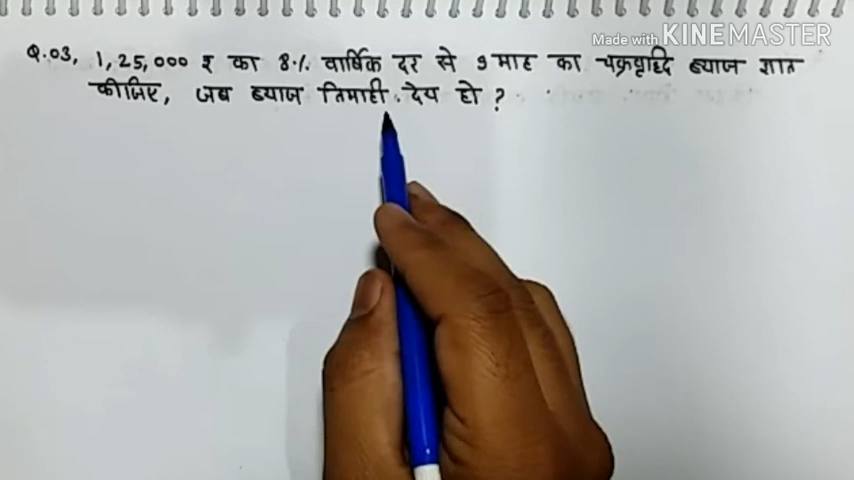 Made with KINEMASTER
Q.03, 1,25,000 ₹ का 8% वार्षिक दर से 9 माह का चक्रवृद्दि ब्याज ज्ञात
कीजिए, जब ब्याज तिमाही देय हो ?